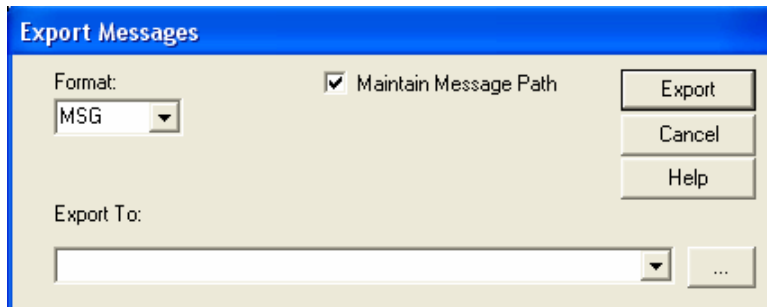 Export Messages
Format:
MSG
Maintain Message Path
Export
Cancel
Help
Export To:
...